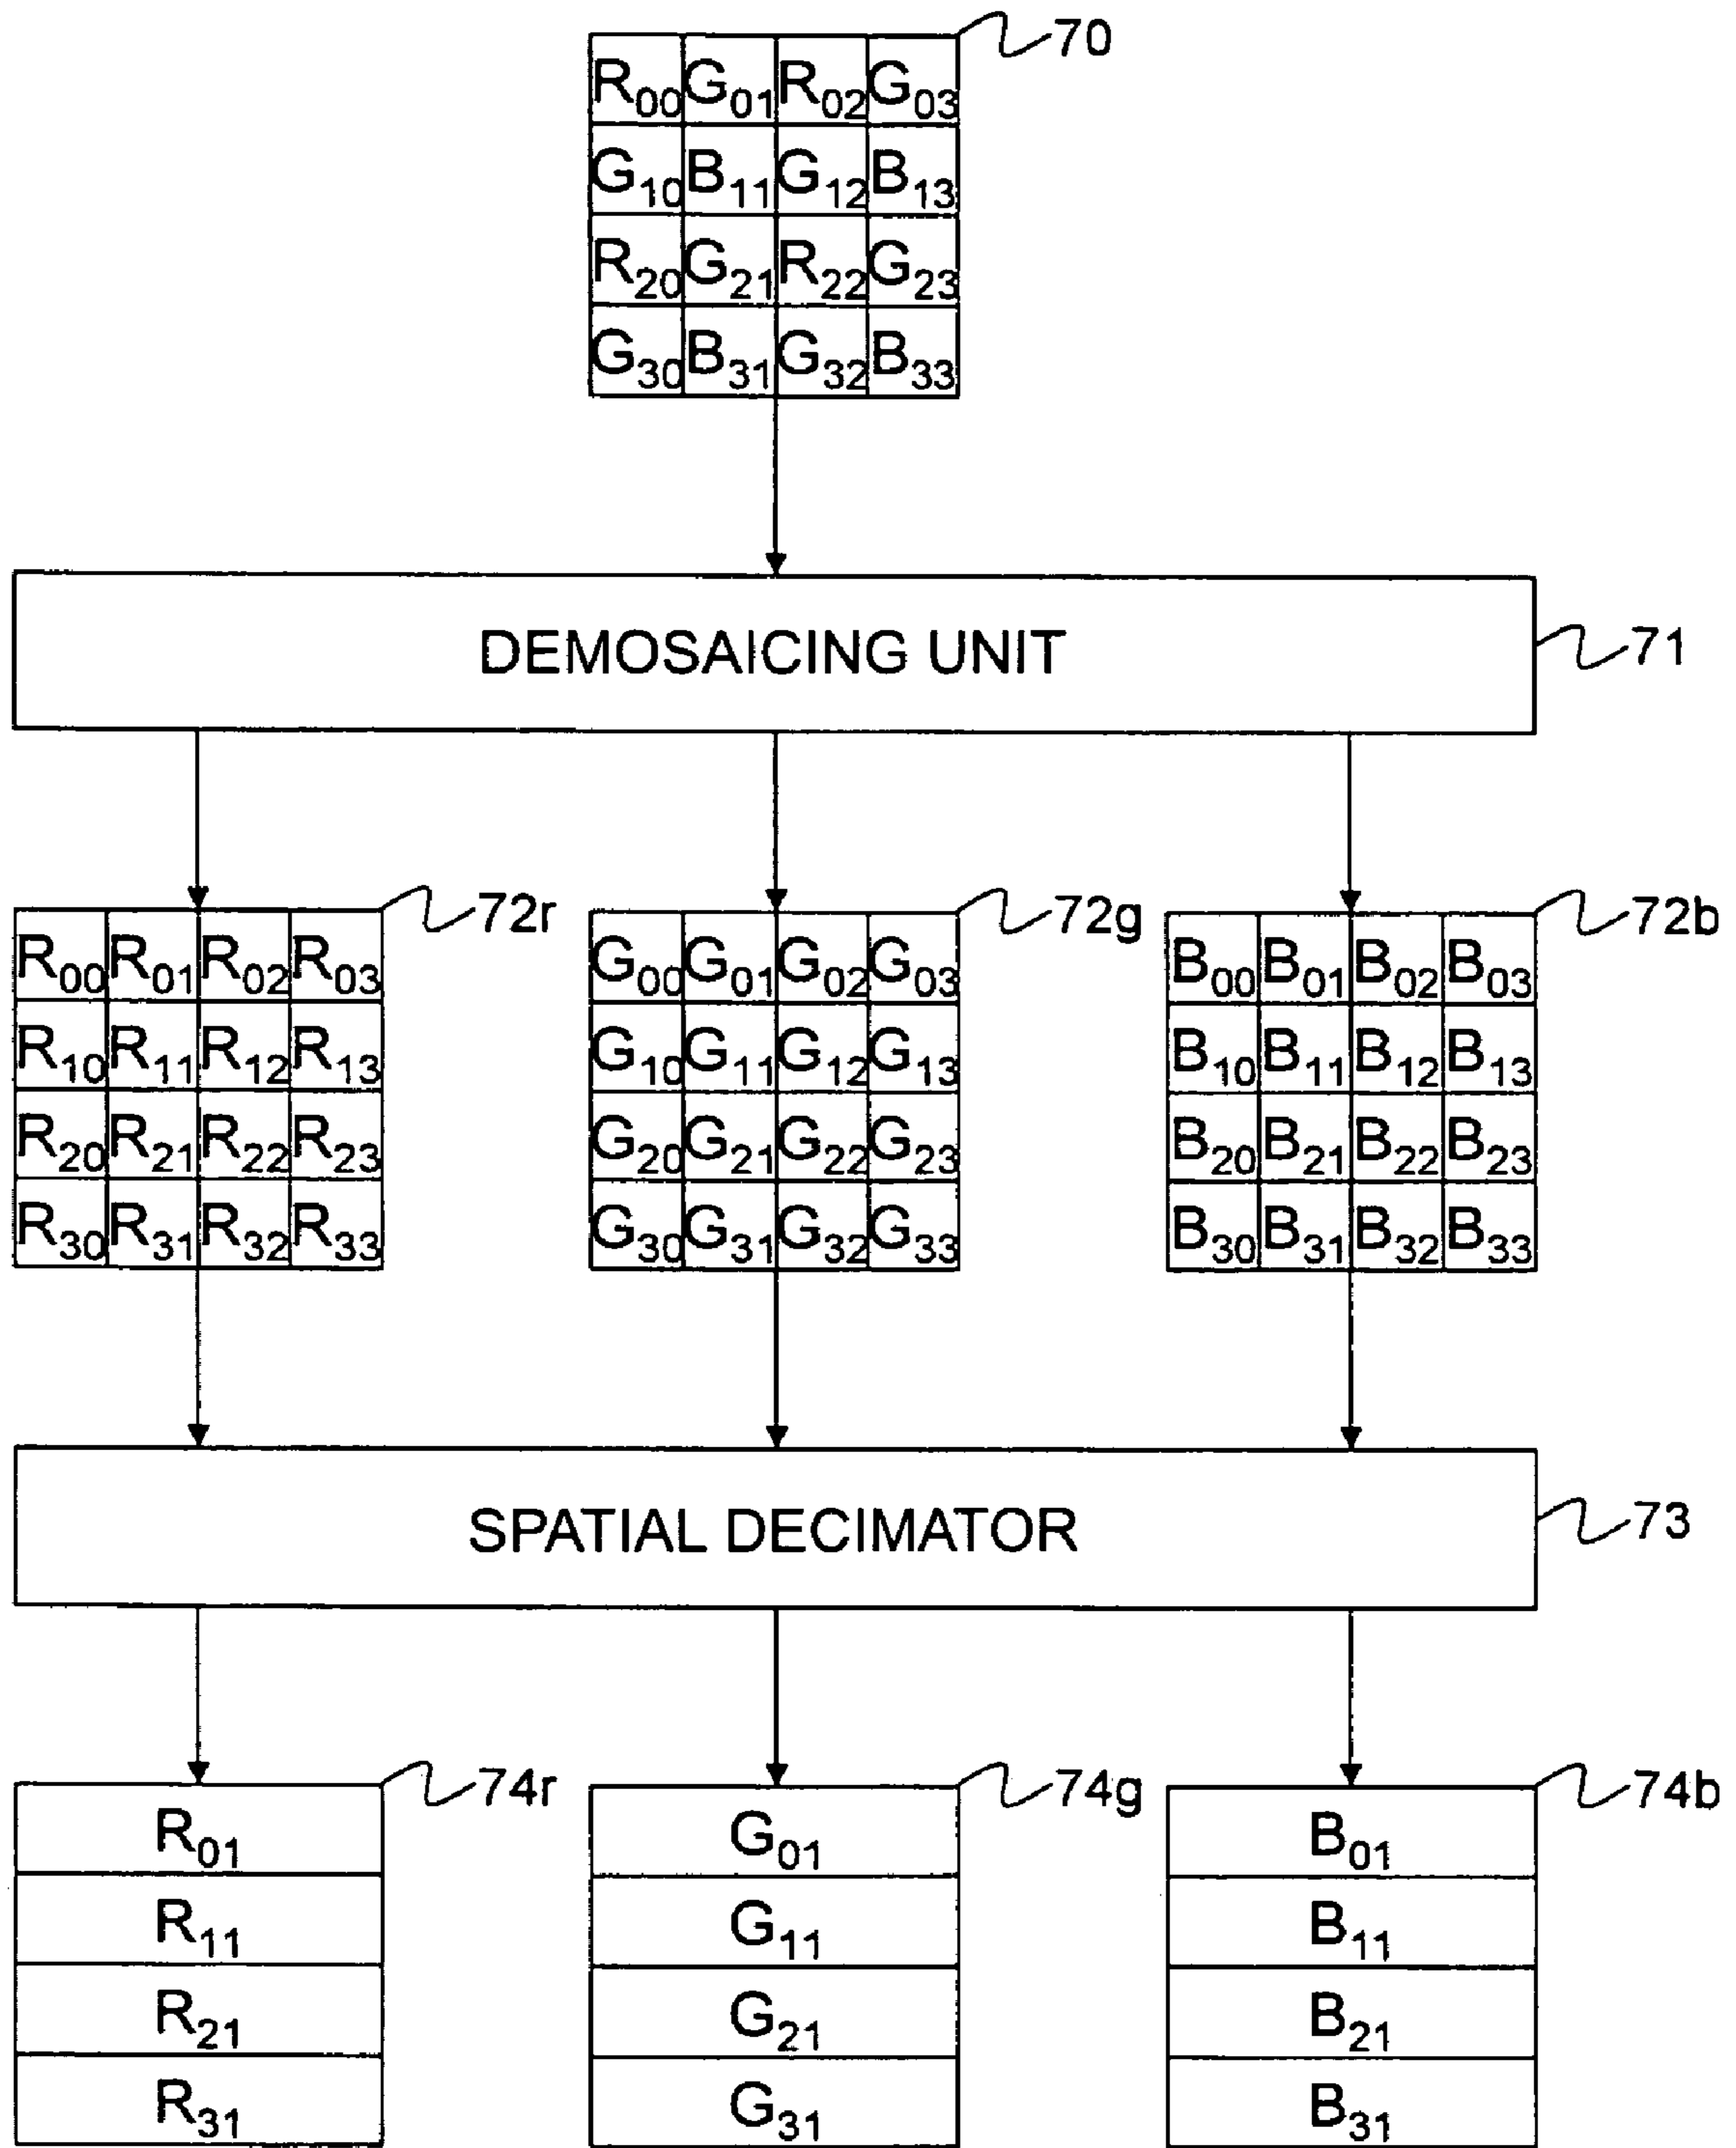 70
R00 G01 R02 G03
G10 B11 G12 B13
R20 G21 R22 G23
G30 B31 G32 B33
DEMOSAICING UNIT 71
72r 72g 72b
R00 R01 R02 R03 G00 G01 G02 G03 B00 B01 B02 B03
R10 R11 R12 R13 G10 G11 G12 G13 B10 B11 B12 B13
R20 R21 R22 R23 G20 G21 G22 G23 B20 B21 B22 B23
R30 R31 R32 R33 G30 G31 G32 G33 B30 B31 B32 B33
SPATIAL DECIMATOR 73
74r 74g 74b
R01 G01 B01
R11 G11 B11
R21 G21 B21
R31 G31 B31